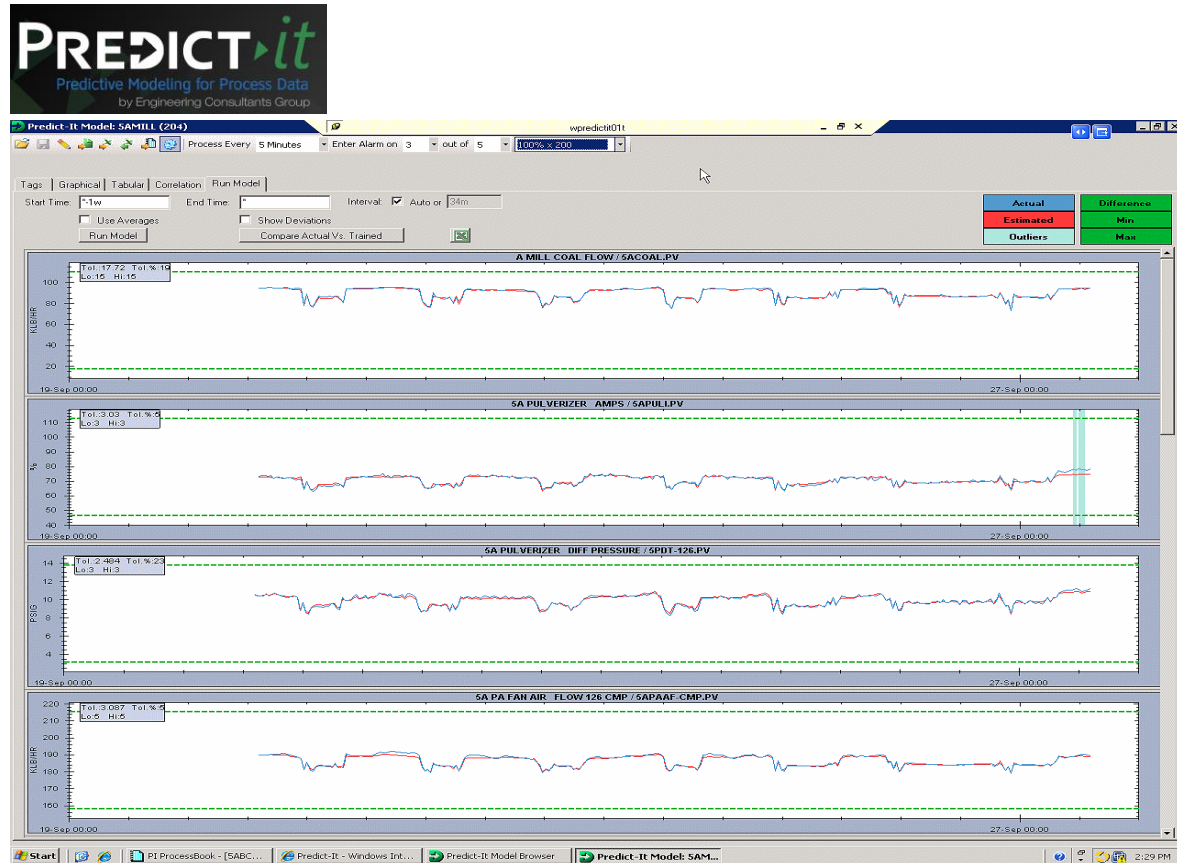 PREDICT it
Predictive Modeling for Process Data
by Engineering Consultants Group
Predict-It Model: 5AMILL (204)
wpredictit01t
Process Every 5 Minutes Enter Alarm on 3 out of 5 100% x 200
Tags Graphical Tabular Correlation Run Model
Start Time: *-1w End Time: * Interval: Auto or 34m
Use Averages Show Deviations
Run Model Compare Actual Vs. Trained
Actual Difference
Estimated Min
Outliers Max
A MILL COAL FLOW / 5ACOAL.PV
Tol.:17.72 Tol.%:19
Lo:15 Hi:15
KLB/HR
100
80
60
40
20
19-Sep 00:00 27-Sep 00:00
5A PULVERIZER AMPS / 5APULI.PV
Tol.:3.03 Tol.%:5
Lo:3 Hi:3
%
110
100
90
80
70
60
50
40
19-Sep 00:00 27-Sep 00:00
5A PULVERIZER DIFF PRESSURE / 5PDT-126.PV
Tol.:2.484 Tol.%:23
Lo:3 Hi:3
PSIG
14
12
10
8
6
4
19-Sep 00:00 27-Sep 00:00
5A PA FAN AIR FLOW 126 CMP / 5APAAF-CMP.PV
Tol.:3.087 Tol.%:5
Lo:5 Hi:5
KLB/HR
220
210
200
190
180
170
160
19-Sep 00:00 27-Sep 00:00
Start PI ProcessBook - [5ABC... Predict-It - Windows Int... Predict-It Model Browser Predict-It Model: 5AM... 2:29 PM